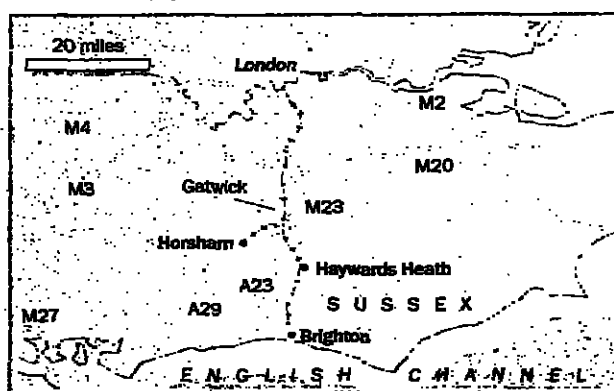 20 miles
London
M2
M4
M20
M3
Gatwick
M23
Horsham
Haywards Heath
A23
SUSSEX
M27
A29
Brighton
ENGLISH CHANNEL